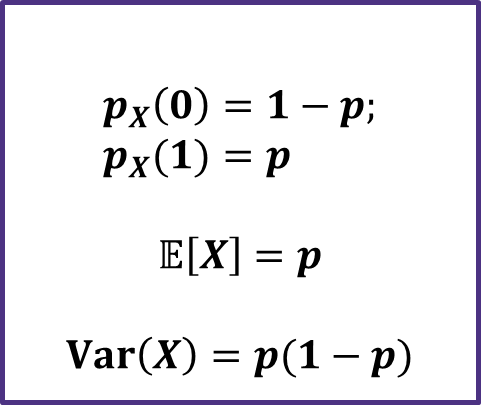 p_X(0) = 1 − p;
p_X(1) = p
𝔼[X] = p
Var(X) = p(1 − p)